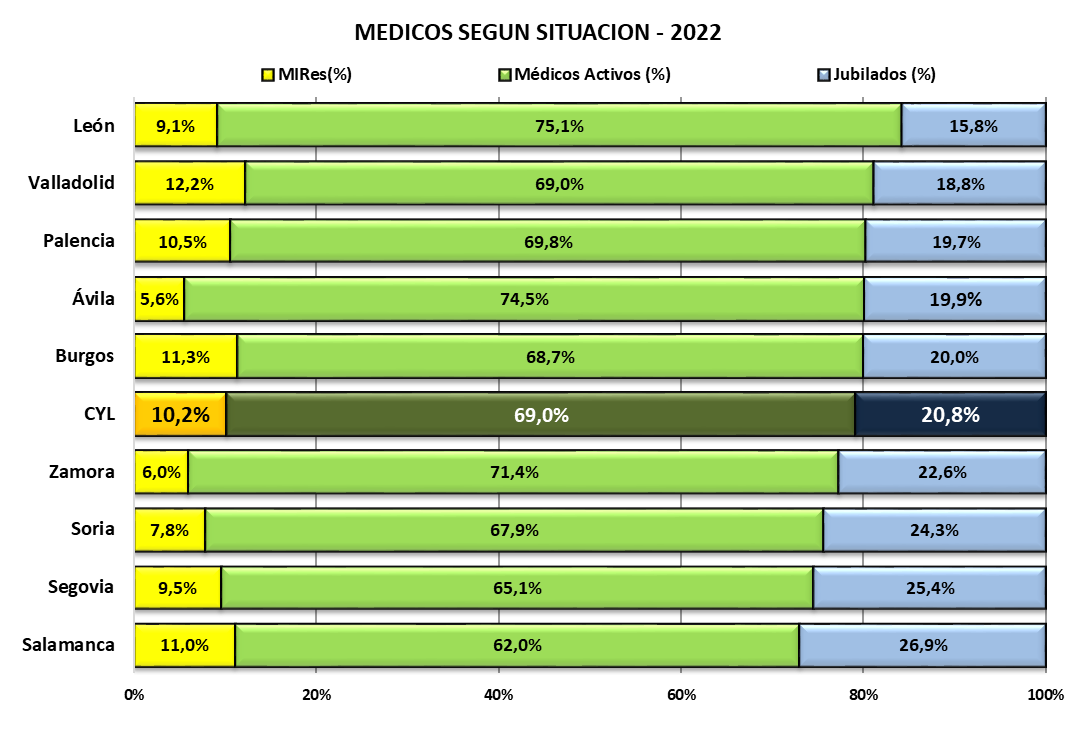 MEDICOS SEGUN SITUACION - 2022
MIRes(%) Médicos Activos (%) Jubilados (%)
León 9,1% 75,1% 15,8%
Valladolid 12,2% 69,0% 18,8%
Palencia 10,5% 69,8% 19,7%
Ávila 5,6% 74,5% 19,9%
Burgos 11,3% 68,7% 20,0%
CYL 10,2% 69,0% 20,8%
Zamora 6,0% 71,4% 22,6%
Soria 7,8% 67,9% 24,3%
Segovia 9,5% 65,1% 25,4%
Salamanca 11,0% 62,0% 26,9%
0% 20% 40% 60% 80% 100%